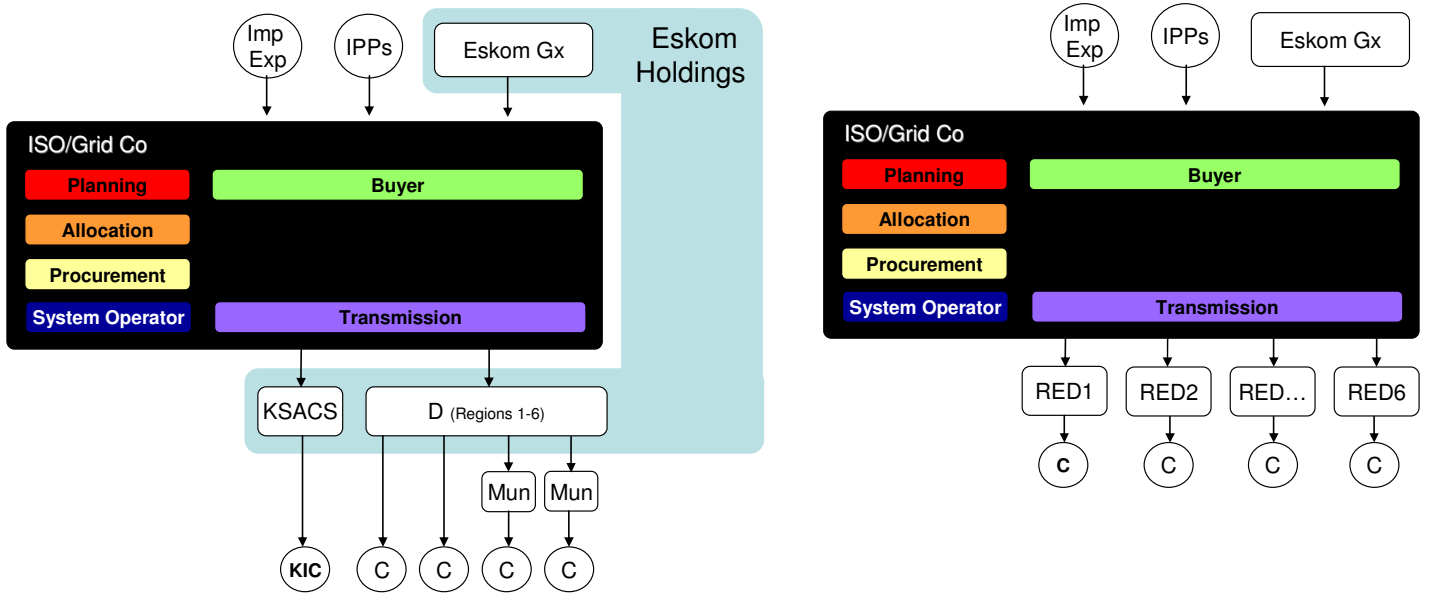 Imp
Exp
IPPs
Eskom Gx
Eskom
Holdings
ISO/Grid Co
Planning
Buyer
Allocation
Procurement
System Operator
Transmission
KSACS
D (Regions 1-6)
Mun
Mun
KIC
C
C
C
C
Imp
Exp
IPPs
Eskom Gx
ISO/Grid Co
Planning
Buyer
Allocation
Procurement
System Operator
Transmission
RED1
RED2
RED…
RED6
C
C
C
C